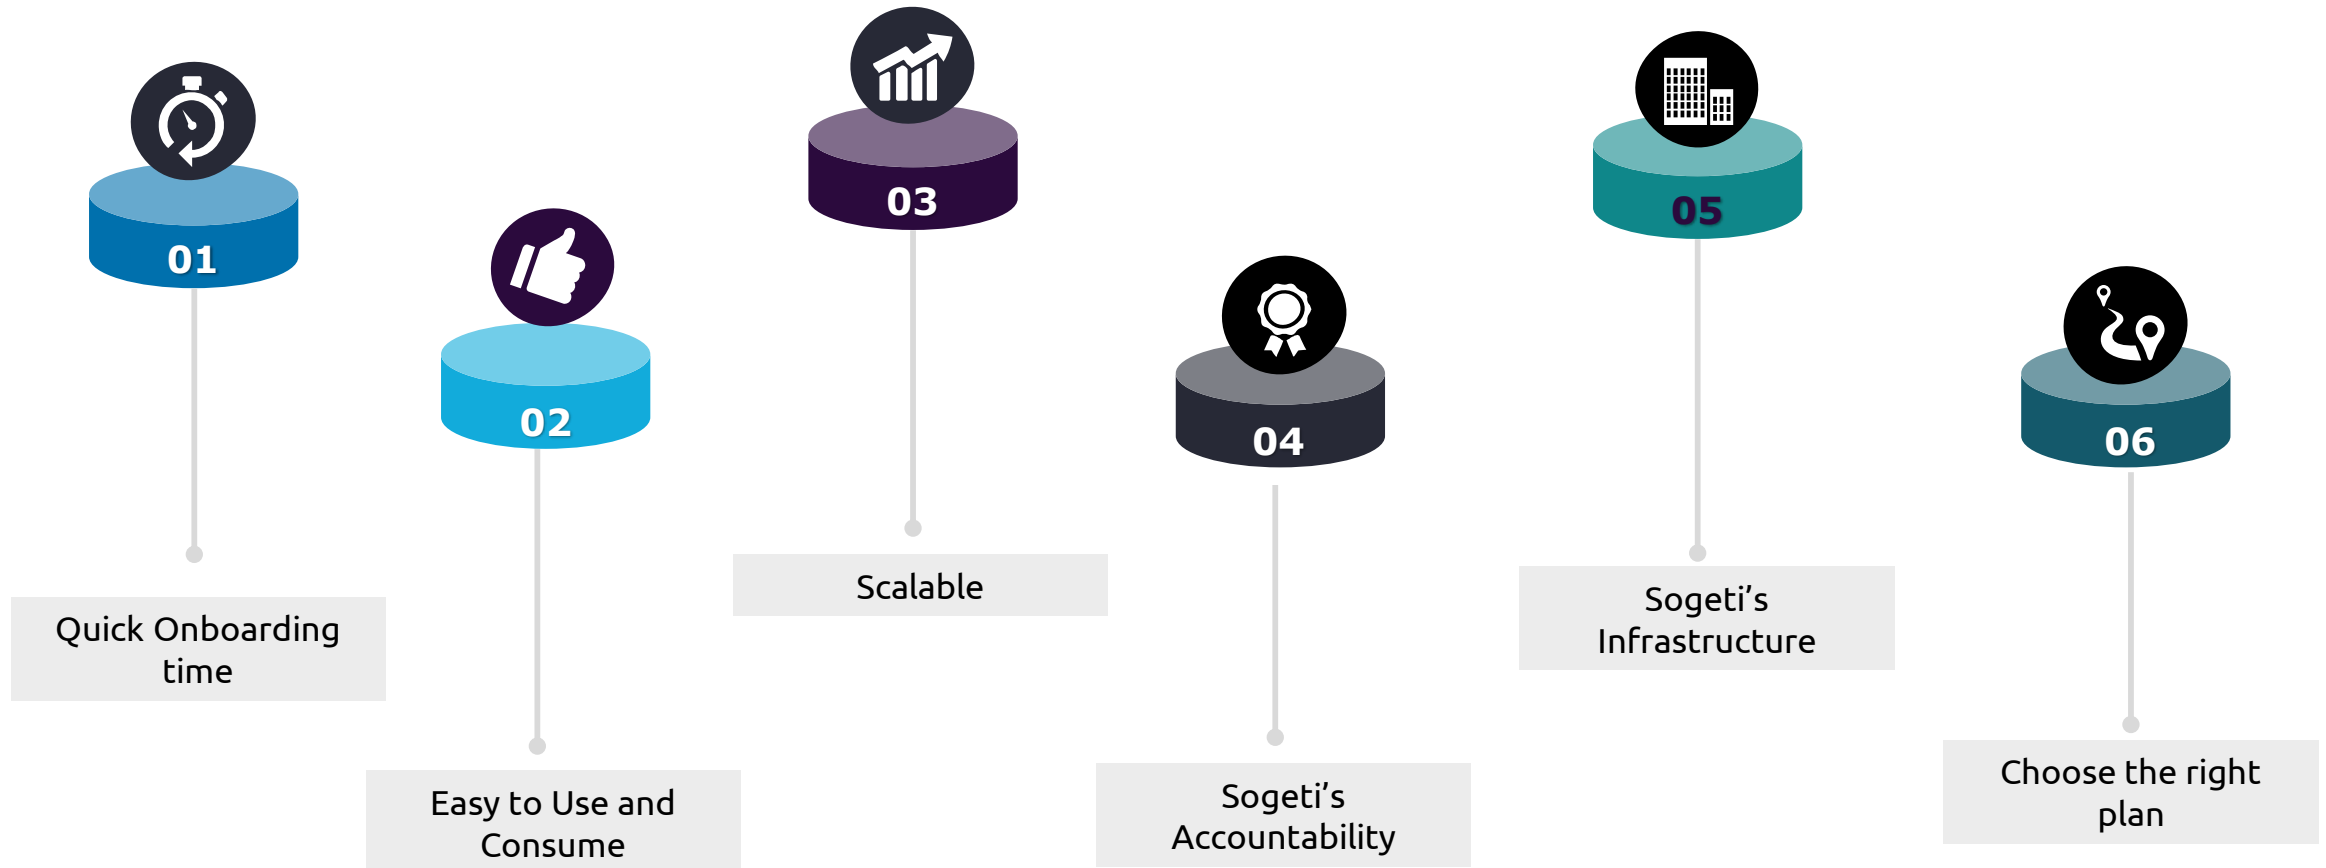 01
Quick Onboarding
time
02
Easy to Use and
Consume
03
Scalable
04
Sogeti’s
Accountability
05
Sogeti’s
Infrastructure
06
Choose the right
plan